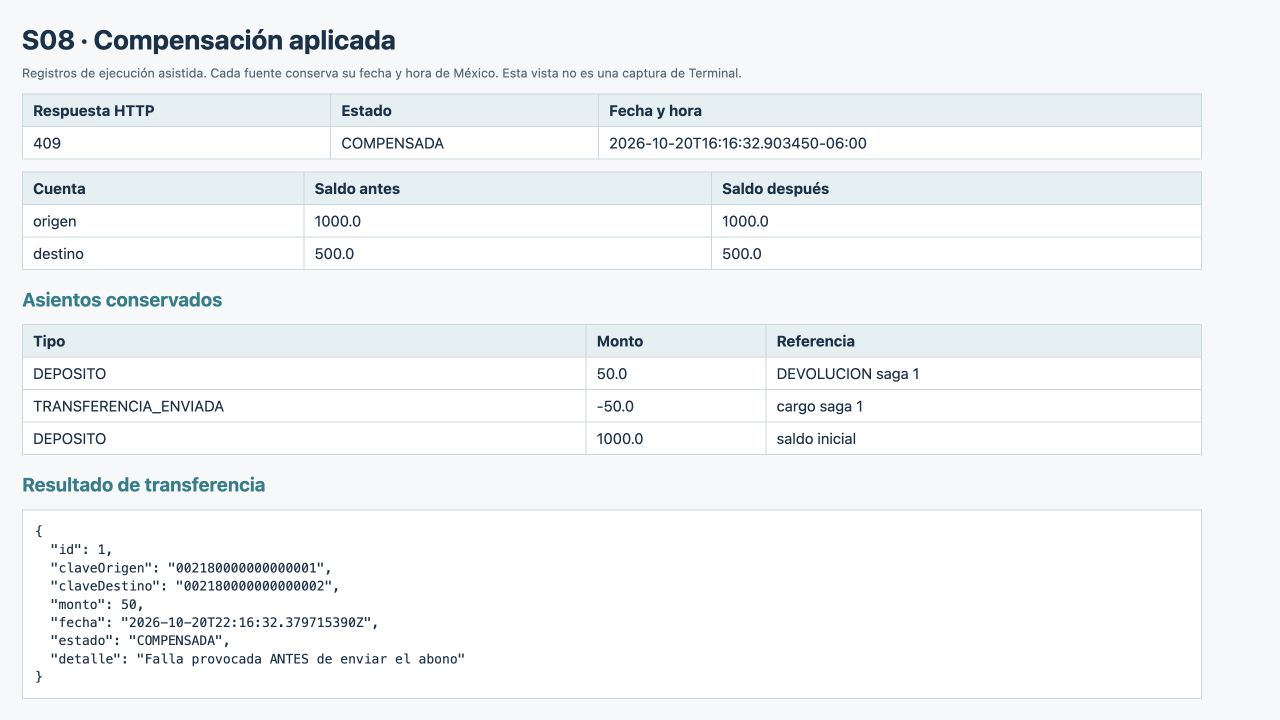 S08 · Compensación aplicada
Registros de ejecución asistida. Cada fuente conserva su fecha y hora de México. Esta vista no es una captura de Terminal.
Respuesta HTTP Estado Fecha y hora
409 COMPENSADA 2026-10-20T16:16:32.903450-06:00
Cuenta Saldo antes Saldo después
origen 1000.0 1000.0
destino 500.0 500.0
Asientos conservados
Tipo Monto Referencia
DEPOSITO 50.0 DEVOLUCION saga 1
TRANSFERENCIA_ENVIADA -50.0 cargo saga 1
DEPOSITO 1000.0 saldo inicial
Resultado de transferencia
{
  "id": 1,
  "claveOrigen": "002180000000000001",
  "claveDestino": "002180000000000002",
  "monto": 50,
  "fecha": "2026-10-20T22:16:32.379715390Z",
  "estado": "COMPENSADA",
  "detalle": "Falla provocada ANTES de enviar el abono"
}